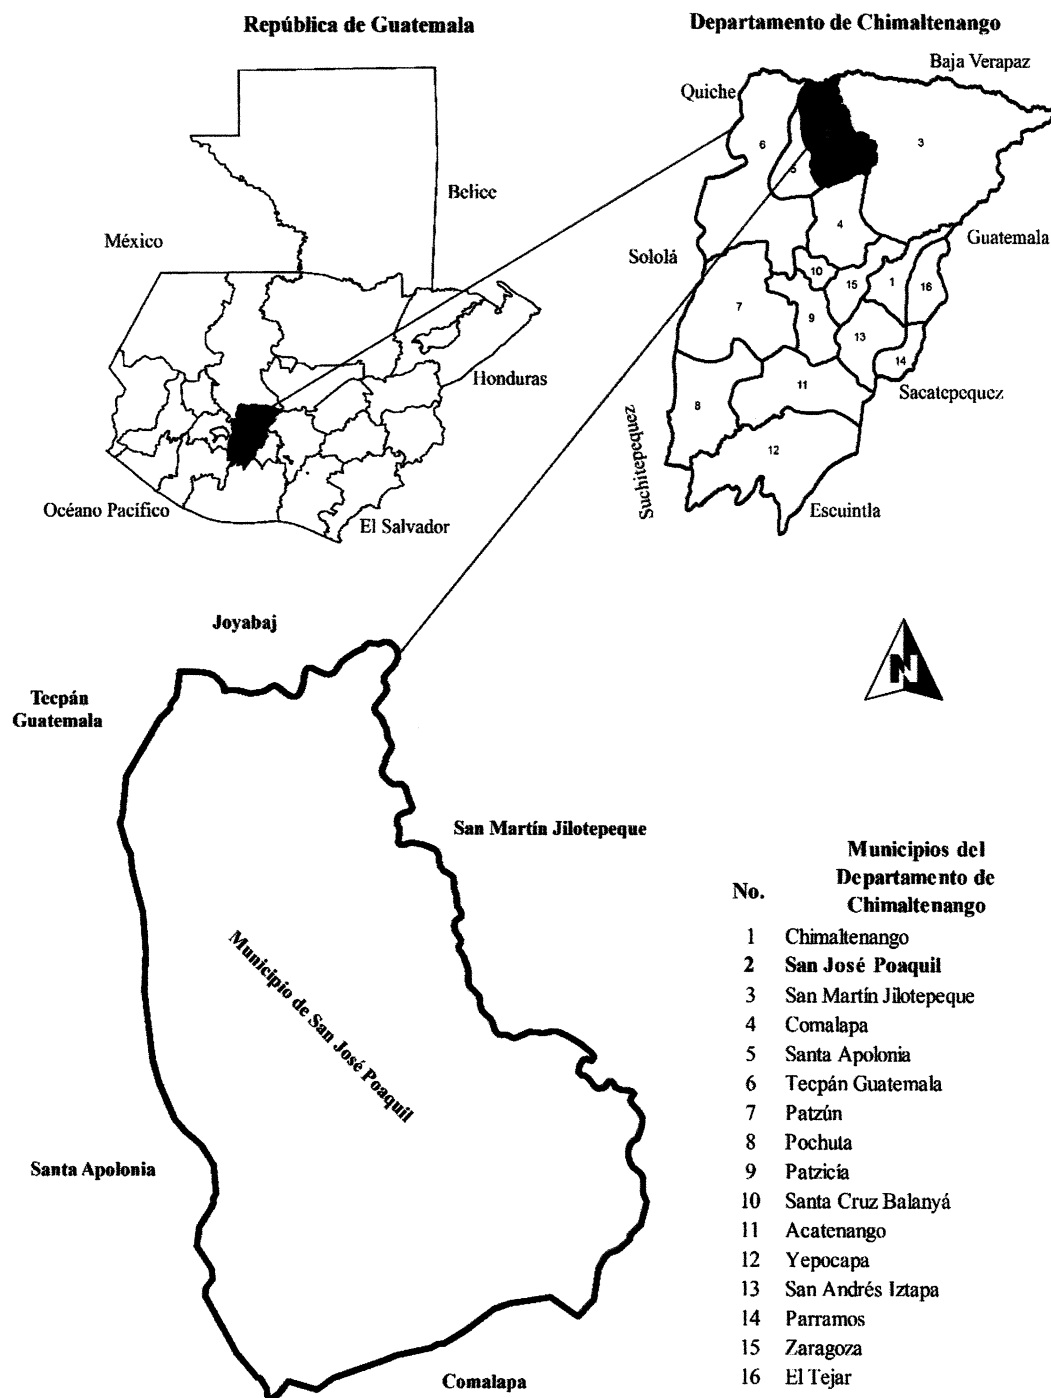 República de Guatemala
Belice
México
Honduras
Océano Pacífico
El Salvador
Departamento de Chimaltenango
Baja Verapaz
Quiche
6
3
5
4
Guatemala
Sololá
10
1
16
15
7
9
13
14
11
Sacatepequez
8
Suchitepequez
12
Escuintla
Joyabaj
N
Tecpán
Guatemala
San Martín Jilotepeque
Municipio de San José Poaquil
Santa Apolonia
Comalapa
No.
Municipios del
Departamento de
Chimaltenango
1 Chimaltenango
2 San José Poaquil
3 San Martín Jilotepeque
4 Comalapa
5 Santa Apolonia
6 Tecpán Guatemala
7 Patzún
8 Pochuta
9 Patzicía
10 Santa Cruz Balanyá
11 Acatenango
12 Yepocapa
13 San Andrés Iztapa
14 Parramos
15 Zaragoza
16 El Tejar